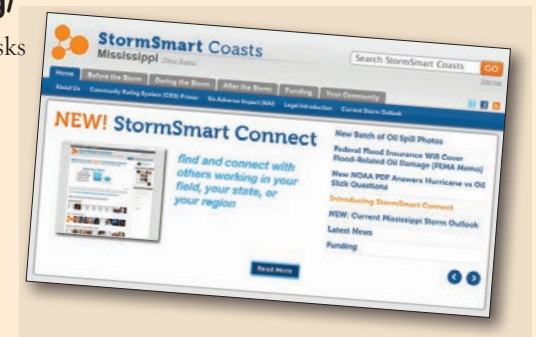 g/
sks
StormSmart Coasts
Mississippi
Search StormSmart Coasts GO
Home Before the Storm During the Storm After the Storm Funding Your Community
About Us Community Rating System (CRS) Primer No Adverse Impact (NAI) Legal Introduction Current Storm Outlook
NEW! StormSmart Connect
find and connect with
others working in your
field, your state, or
your region
Read More
New Batch of Oil Spill Photos
Federal Flood Insurance Will Cover
Flood-Related Oil Damage (FEMA Memo)
New NOAA PDF Answers Hurricane vs Oil
Slick Questions
Introducing StormSmart Connect
NEW: Current Mississippi Storm Outlook
Latest News
Funding